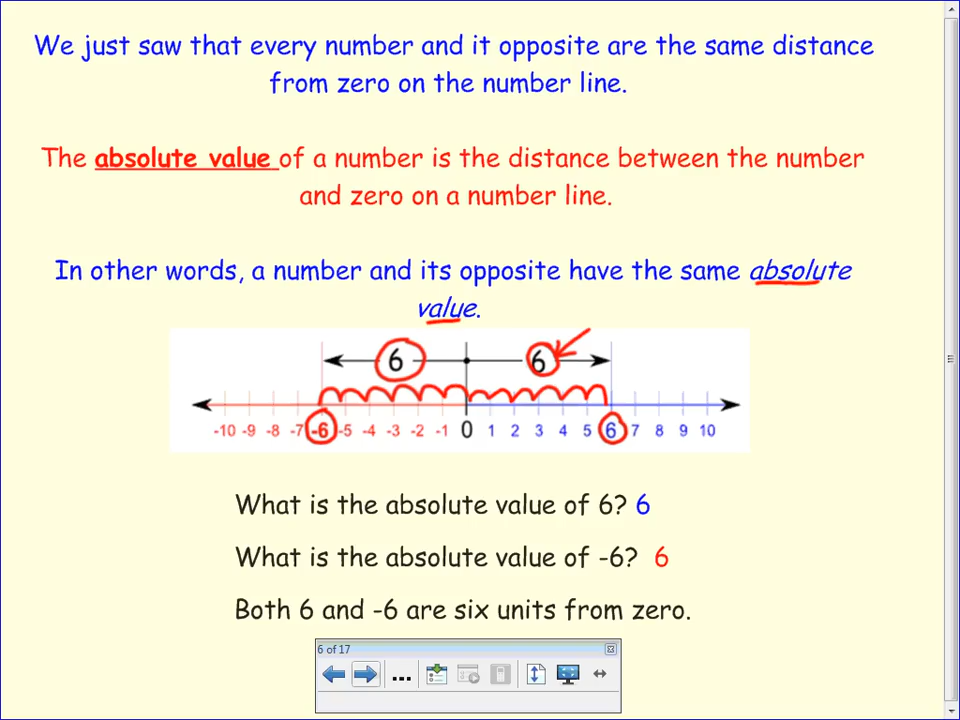 We just saw that every number and it opposite are the same distance
from zero on the number line.
The absolute value of a number is the distance between the number
and zero on a number line.
In other words, a number and its opposite have the same absolute
value.
6 6
-10 -9 -8 -7 -6 -5 -4 -3 -2 -1 0 1 2 3 4 5 6 7 8 9 10
What is the absolute value of 6? 6
What is the absolute value of -6? 6
Both 6 and -6 are six units from zero.
6 of 17